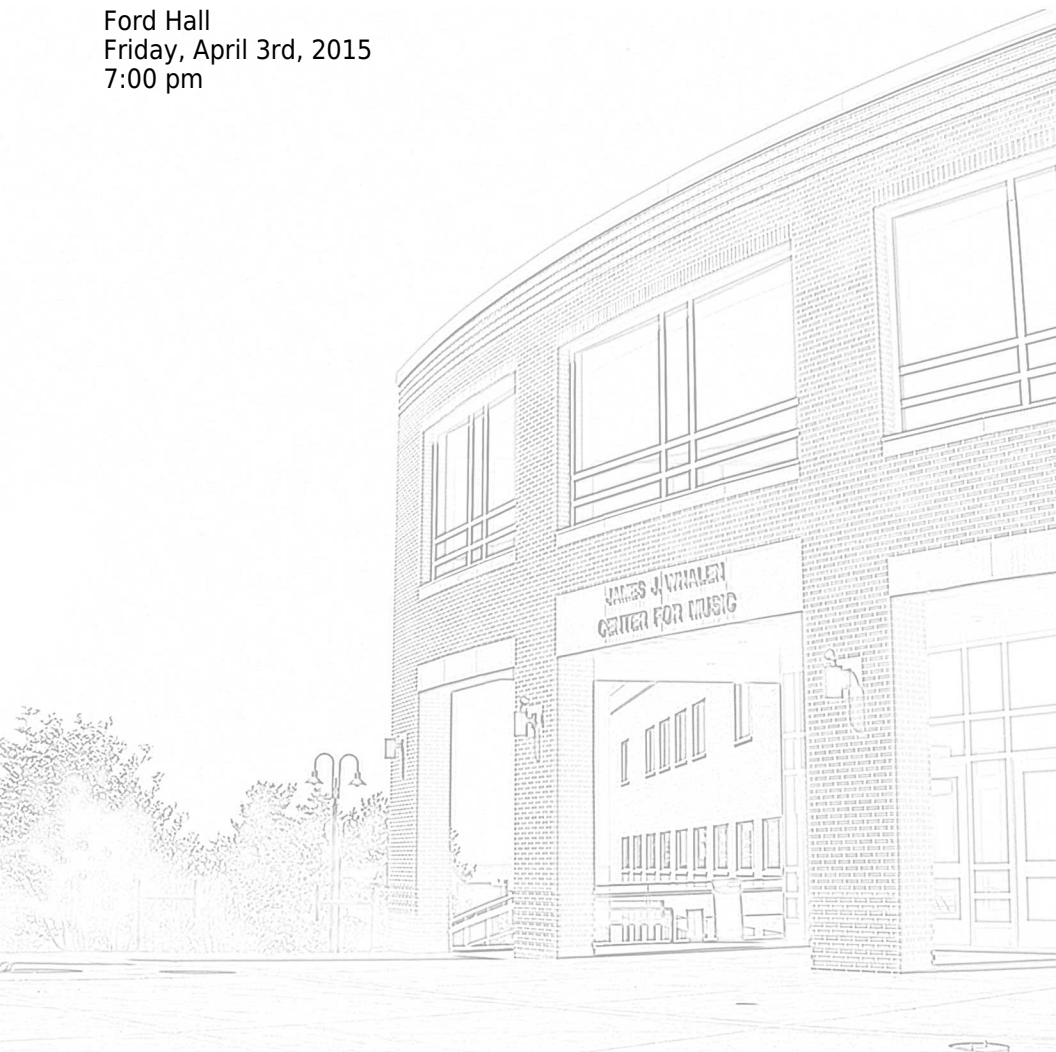 Ford Hall
Friday, April 3rd, 2015
7:00 pm
JAMES J. WHALEN
CENTER FOR MUSIC